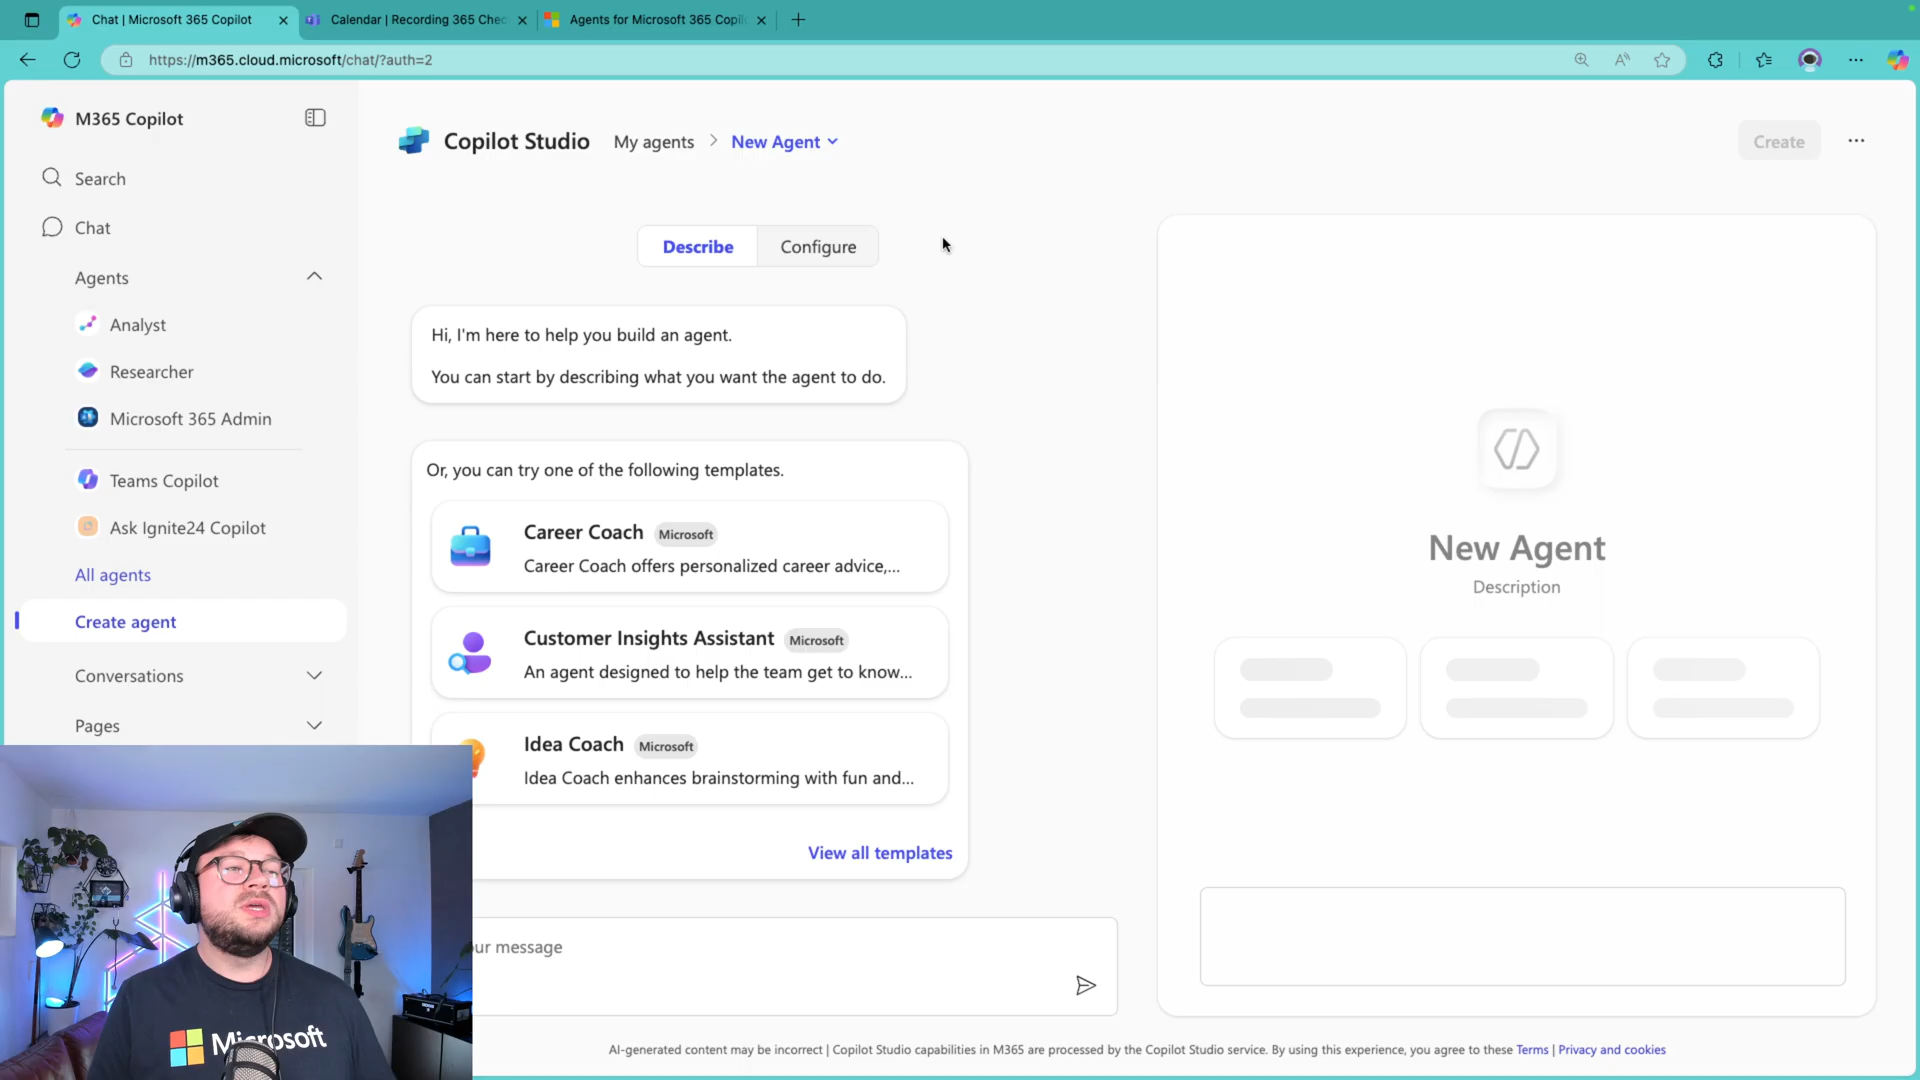 Chat | Microsoft 365 Copilot
Calendar | Recording 365 Chec
Agents for Microsoft 365 Copil
https://m365.cloud.microsoft/chat/?auth=2
M365 Copilot
Search
Chat
Agents
Analyst
Researcher
Microsoft 365 Admin
Teams Copilot
Ask Ignite24 Copilot
All agents
Create agent
Conversations
Pages
Copilot Studio
My agents
New Agent
Create
Describe
Configure
Hi, I'm here to help you build an agent.
You can start by describing what you want the agent to do.
Or, you can try one of the following templates.
Career Coach Microsoft
Career Coach offers personalized career advice,...
Customer Insights Assistant Microsoft
An agent designed to help the team get to know...
Idea Coach Microsoft
Idea Coach enhances brainstorming with fun and...
View all templates
our message
New Agent
Description
AI-generated content may be incorrect | Copilot Studio capabilities in M365 are processed by the Copilot Studio service. By using this experience, you agree to these Terms | Privacy and cookies
Microsoft